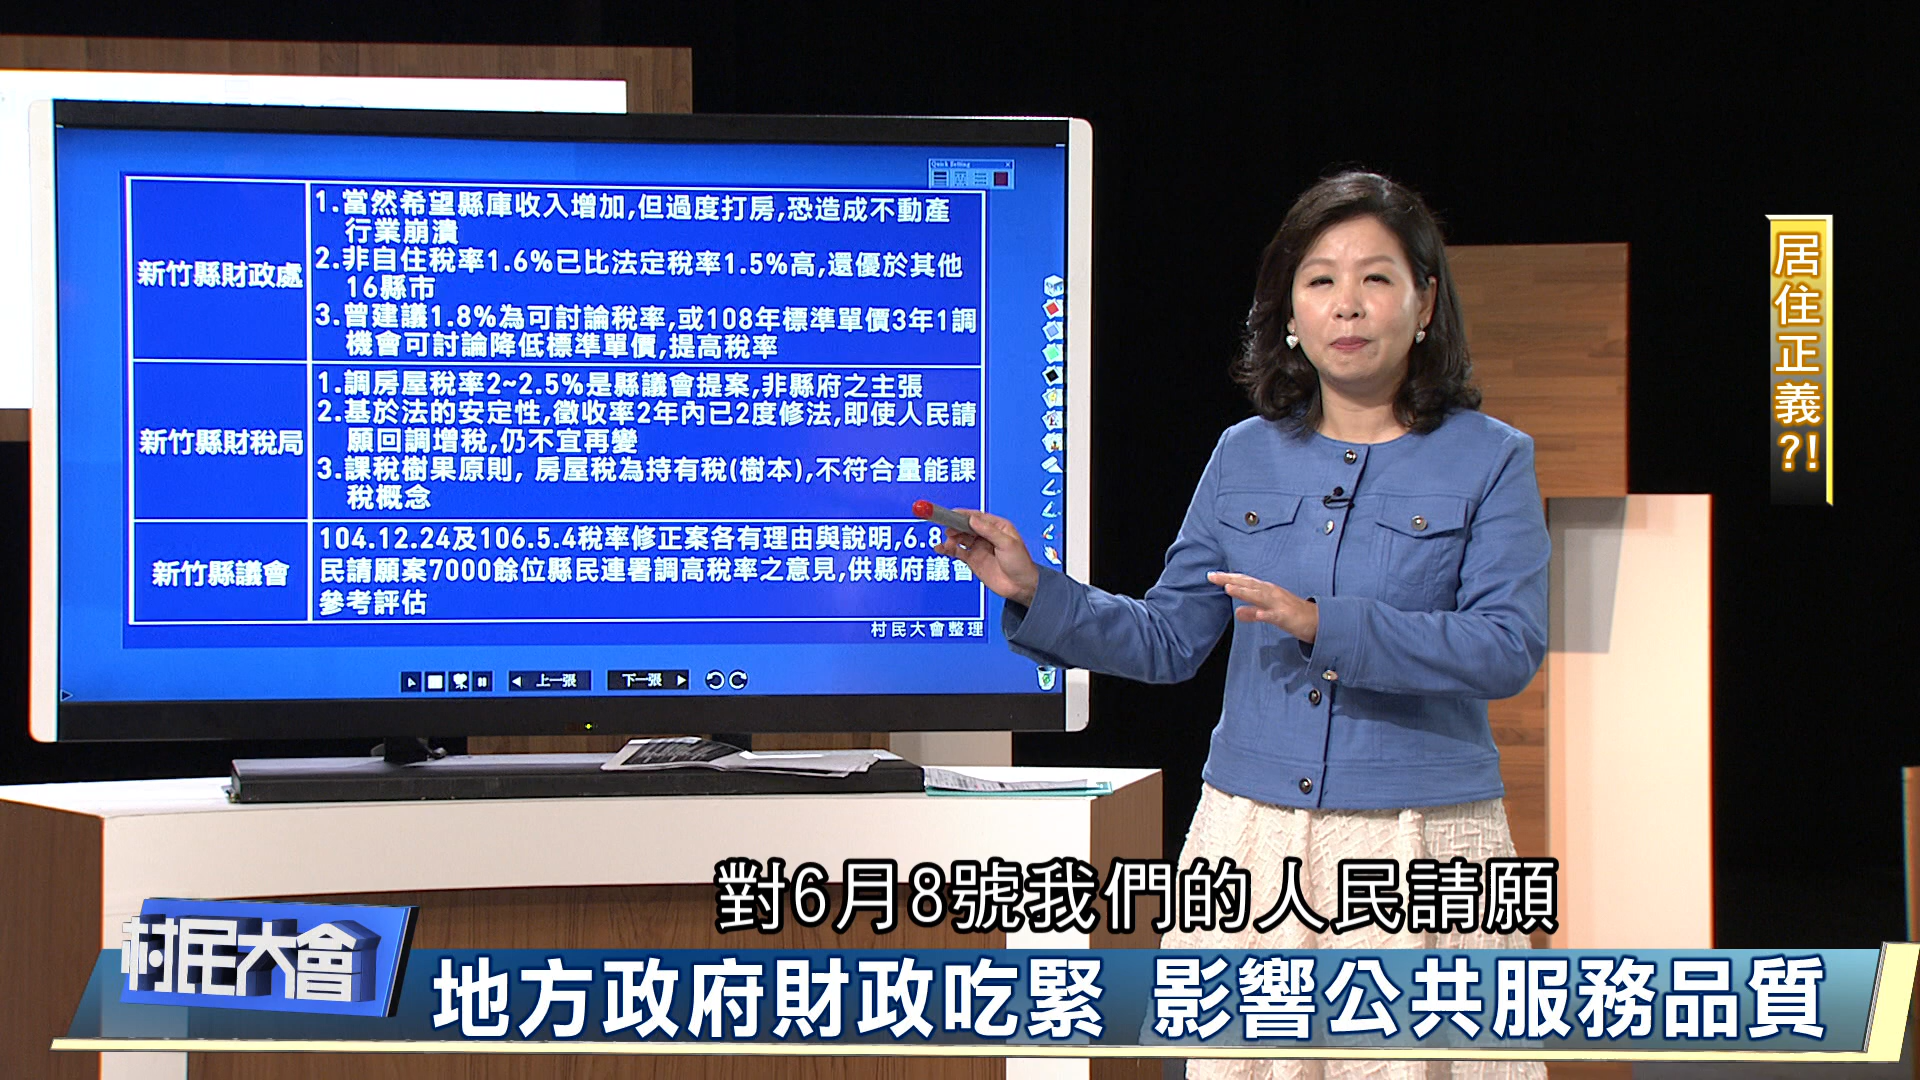 Quick Setting
新竹縣財政處
1.當然希望縣庫收入增加,但過度打房,恐造成不動產
行業崩潰
2.非自住稅率1.6%已比法定稅率1.5%高,還優於其他
16縣市
3.曾建議1.8%為可討論稅率,或108年標準單價3年1調
機會可討論降低標準單價,提高稅率
新竹縣財稅局
1.調房屋稅率2~2.5%是縣議會提案,非縣府之主張
2.基於法的安定性,徵收率2年內已2度修法,即使人民請
願回調增稅,仍不宜再變
3.課稅樹果原則, 房屋稅為持有稅(樹本),不符合量能課
稅概念
新竹縣議會
104.12.24及106.5.4稅率修正案各有理由與說明,6.8
民請願案7000餘位縣民連署調高稅率之意見,供縣府議會
參考評估
村民大會整理
上一張
下一張
居住正義?!
對6月8號我們的人民請願
村民大會
地方政府財政吃緊 影響公共服務品質